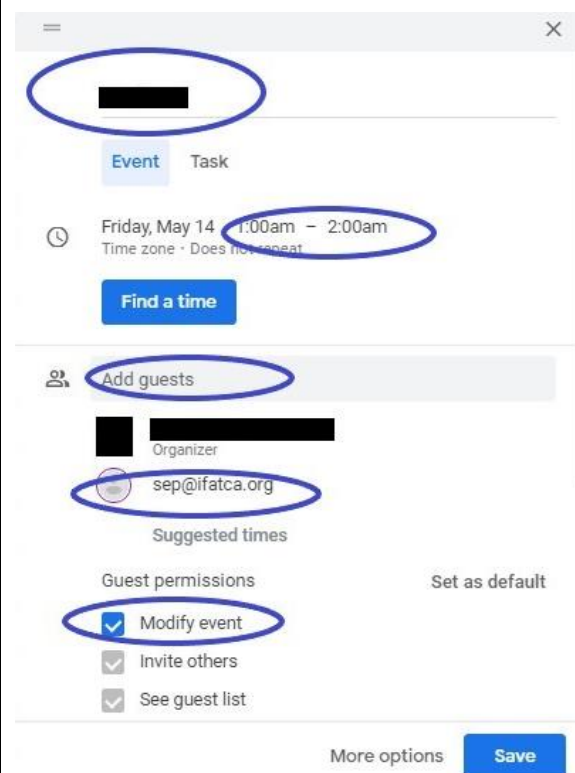 Event Task
Friday, May 14 1:00am – 2:00am
Time zone · Does not repeat
Find a time
Add guests
Organizer
sep@ifatca.org
Suggested times
Guest permissions Set as default
Modify event
Invite others
See guest list
More options Save